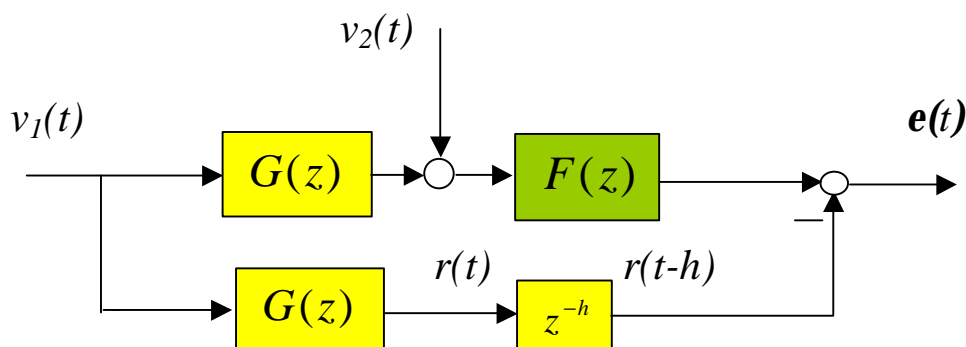 v₂(t)
v₁(t)
e(t)
G(z)
F(z)
–
r(t)
r(t-h)
G(z)
z⁻ʰ